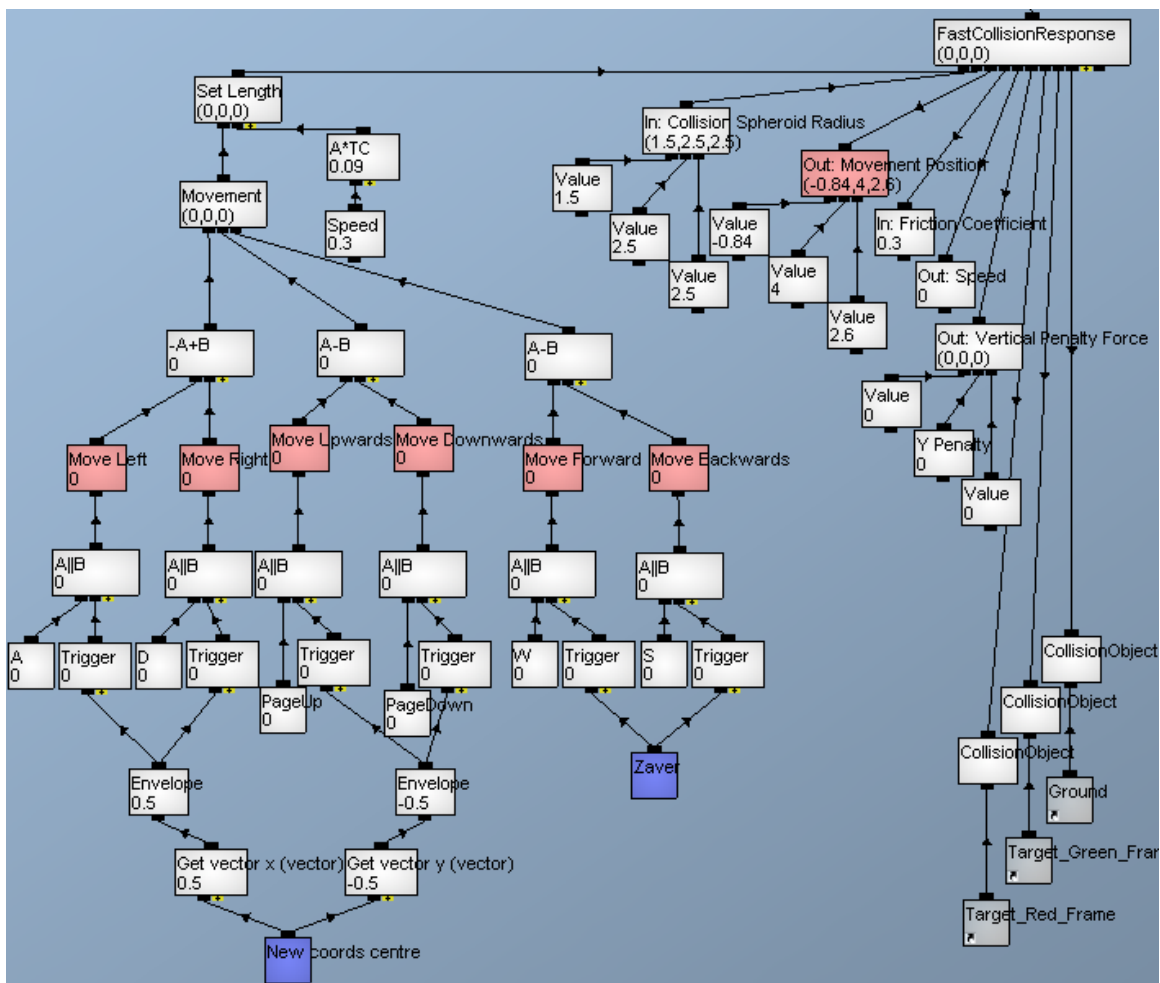 FastCollisionResponse
(0,0,0)
Set Length
(0,0,0)
A*TC
0.09
In: Collision Spheroid Radius
(1.5,2.5,2.5)
Out: Movement Position
(-0.84,4,2.6)
Movement
(0,0,0)
Speed
0.3
Value
1.5
Value
2.5
Value
2.5
Value
-0.84
Value
4
Value
2.6
In: Friction Coefficient
0.3
Out: Speed
0
Out: Vertical Penalty Force
(0,0,0)
Value
0
Y Penalty
0
Value
0
-A+B
0
A-B
0
A-B
0
Move Left
0
Move Right
0
Move Upwards
0
Move Downwards
0
Move Forward
0
Move Backwards
0
A||B
0
A||B
0
A||B
0
A||B
0
A||B
0
A||B
0
A
0
Trigger
0
D
0
Trigger
0
PageUp
0
Trigger
0
PageDown
0
Trigger
0
W
0
Trigger
0
S
0
Trigger
0
CollisionObject
CollisionObject
CollisionObject
Envelope
0.5
Envelope
-0.5
Zaver
Ground
Get vector x (vector)
0.5
Get vector y (vector)
-0.5
Target_Green_Fram
Target_Red_Frame
New coords centre